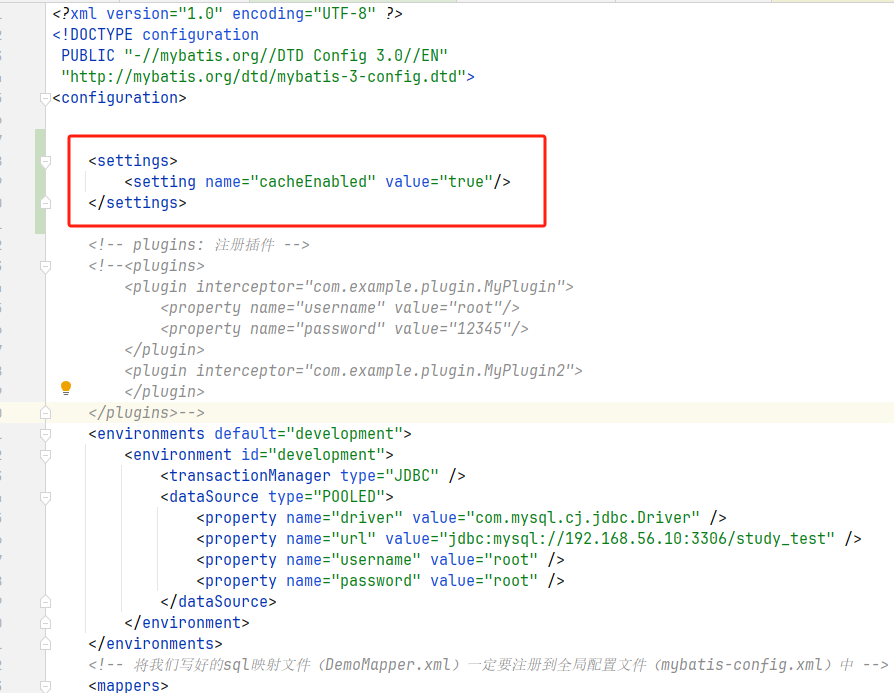 <?xml version="1.0" encoding="UTF-8" ?>
<!DOCTYPE configuration
 PUBLIC "-//mybatis.org//DTD Config 3.0//EN"
 "http://mybatis.org/dtd/mybatis-3-config.dtd">
<configuration>
    <settings>
        <setting name="cacheEnabled" value="true"/>
    </settings>
    <!-- plugins: 注册插件 -->
    <!--<plugins>
        <plugin interceptor="com.example.plugin.MyPlugin">
            <property name="username" value="root"/>
            <property name="password" value="12345"/>
        </plugin>
        <plugin interceptor="com.example.plugin.MyPlugin2">
        </plugin>
    </plugins>-->
    <environments default="development">
        <environment id="development">
            <transactionManager type="JDBC" />
            <dataSource type="POOLED">
                <property name="driver" value="com.mysql.cj.jdbc.Driver" />
                <property name="url" value="jdbc:mysql://192.168.56.10:3306/study_test" />
                <property name="username" value="root" />
                <property name="password" value="root" />
            </dataSource>
        </environment>
    </environments>
    <!-- 将我们写好的sql映射文件（DemoMapper.xml）一定要注册到全局配置文件（mybatis-config.xml）中 -->
    <mappers>